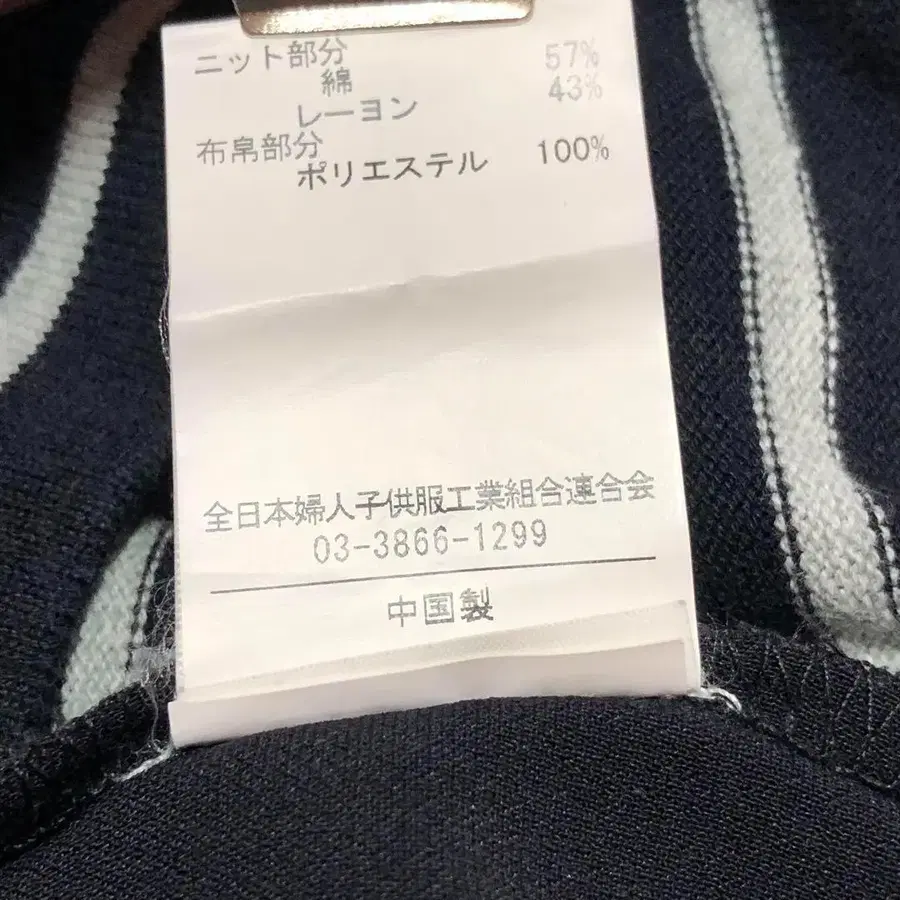 ニット部分
綿 57%
レーヨン 43%
布帛部分
ポリエステル 100%
全日本婦人子供服工業組合連合会
03-3866-1299
中国製